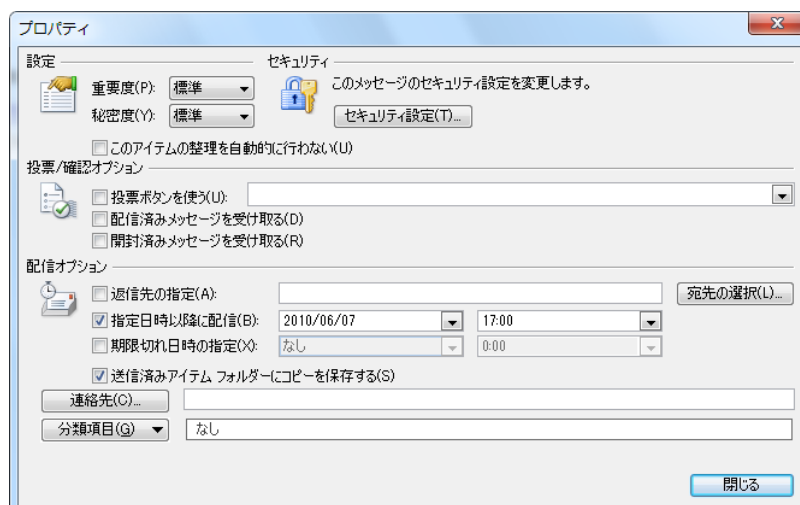 プロパティ
設定
セキュリティ
重要度(P): 標準
このメッセージのセキュリティ設定を変更します。
秘密度(Y): 標準
セキュリティ設定(T)...
このアイテムの整理を自動的に行わない(U)
投票/確認オプション
投票ボタンを使う(U):
配信済みメッセージを受け取る(D)
開封済みメッセージを受け取る(R)
配信オプション
返信先の指定(A):
宛先の選択(L)...
指定日時以降に配信(B): 2010/06/07 17:00
期限切れ日時の指定(X): なし 0:00
送信済みアイテム フォルダーにコピーを保存する(S)
連絡先(C)...
分類項目(G) なし
閉じる